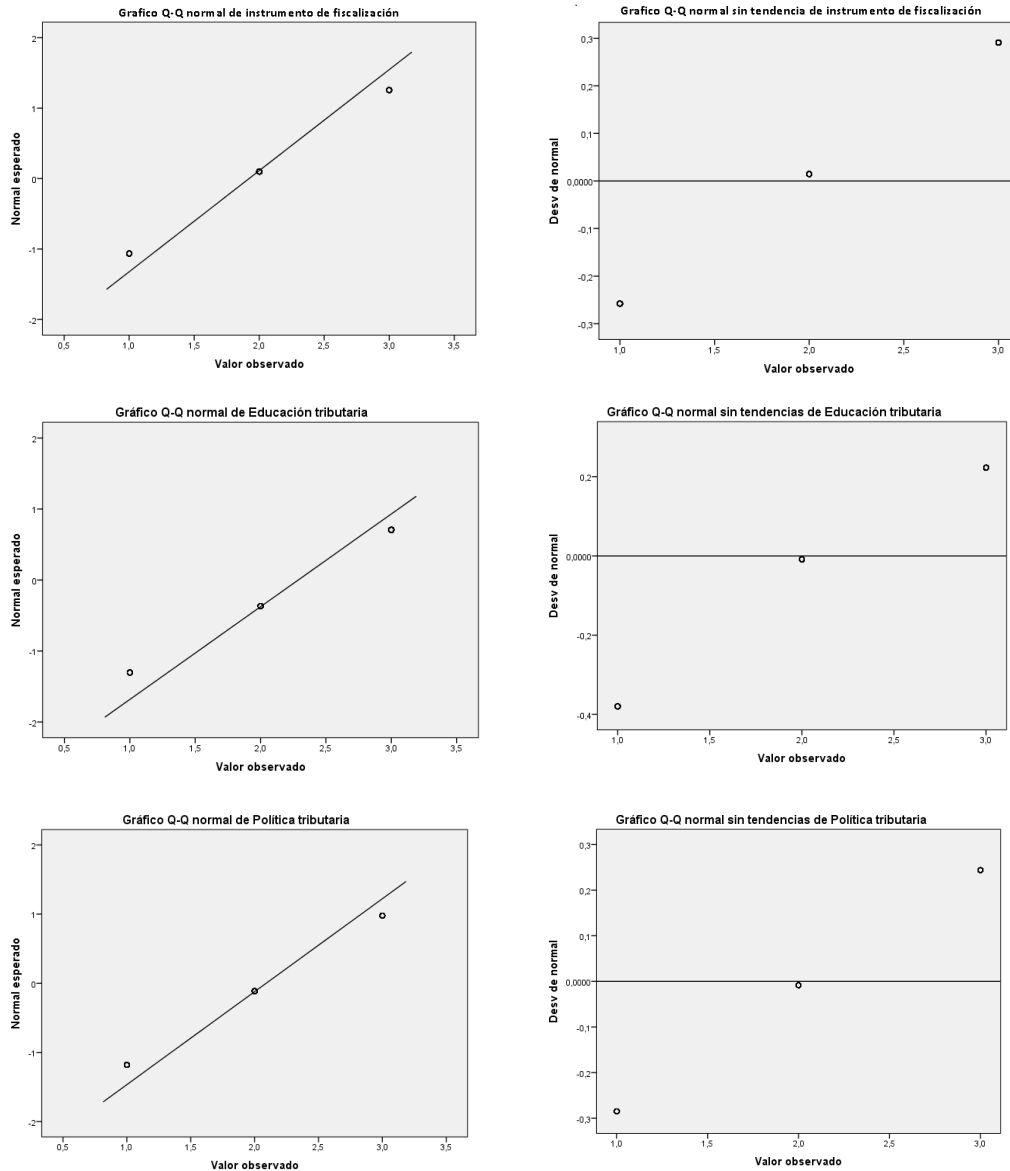 Grafico Q-Q normal de instrumento de fiscalización
2
1
0
-1
-2
Normal esperado
0,5 1,0 1,5 2,0 2,5 3,0 3,5
Valor observado
Grafico Q-Q normal sin tendencia de instrumento de fiscalización
0,3
0,2
0,1
0,0000
-0,1
-0,2
-0,3
Desv de normal
1,0 1,5 2,0 2,5 3,0
Valor observado
Gráfico Q-Q normal de Educación tributaria
2
1
0
-1
-2
Normal esperado
0,5 1,0 1,5 2,0 2,5 3,0 3,5
Valor observado
Gráfico Q-Q normal sin tendencias de Educación tributaria
0,2
0,0000
-0,2
-0,4
Desv de normal
1,0 1,5 2,0 2,5 3,0
Valor observado
Gráfico Q-Q normal de Política tributaria
2
1
0
-1
-2
Normal esperado
0,5 1,0 1,5 2,0 2,5 3,0 3,5
Valor observado
Gráfico Q-Q normal sin tendencias de Política tributaria
0,3
0,2
0,1
0,0000
-0,1
-0,2
-0,3
Desv de normal
1,0 1,5 2,0 2,5 3,0
Valor observado